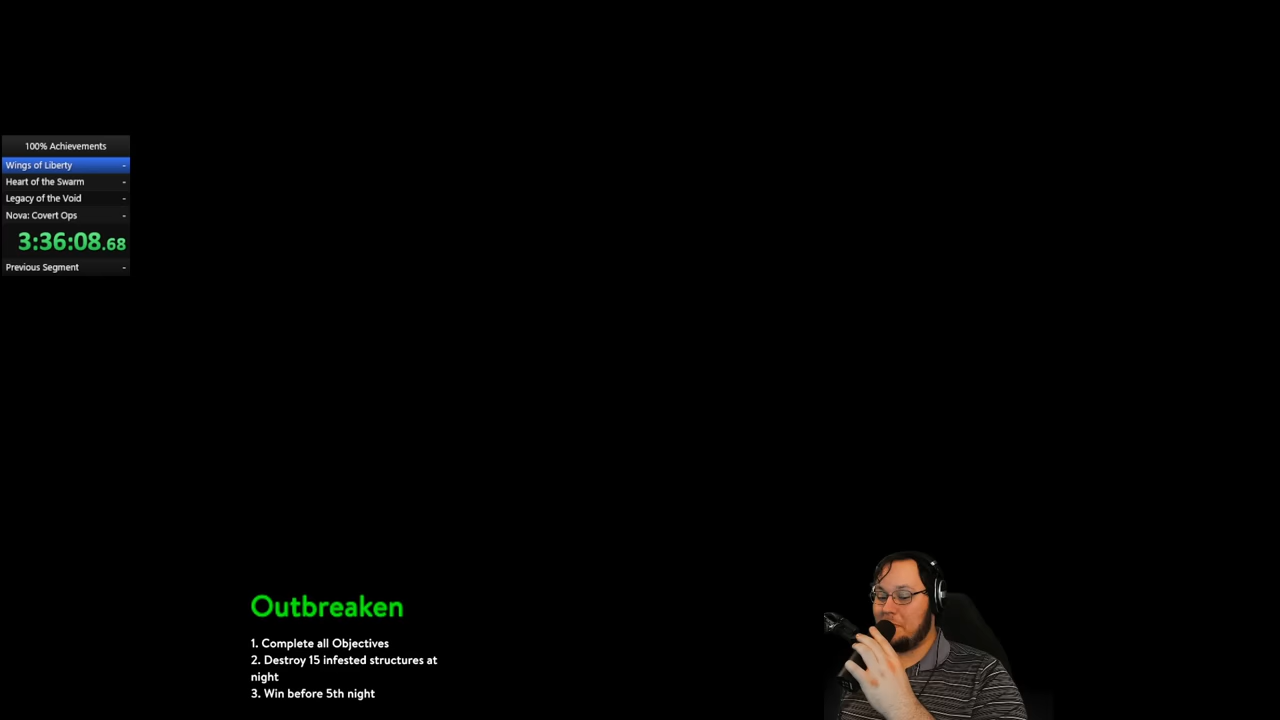 100% Achievements
Wings of Liberty -
Heart of the Swarm -
Legacy of the Void -
Nova: Covert Ops -
3:36:08.68
Previous Segment -
Outbreaken
1. Complete all Objectives
2. Destroy 15 infested structures at
night
3. Win before 5th night